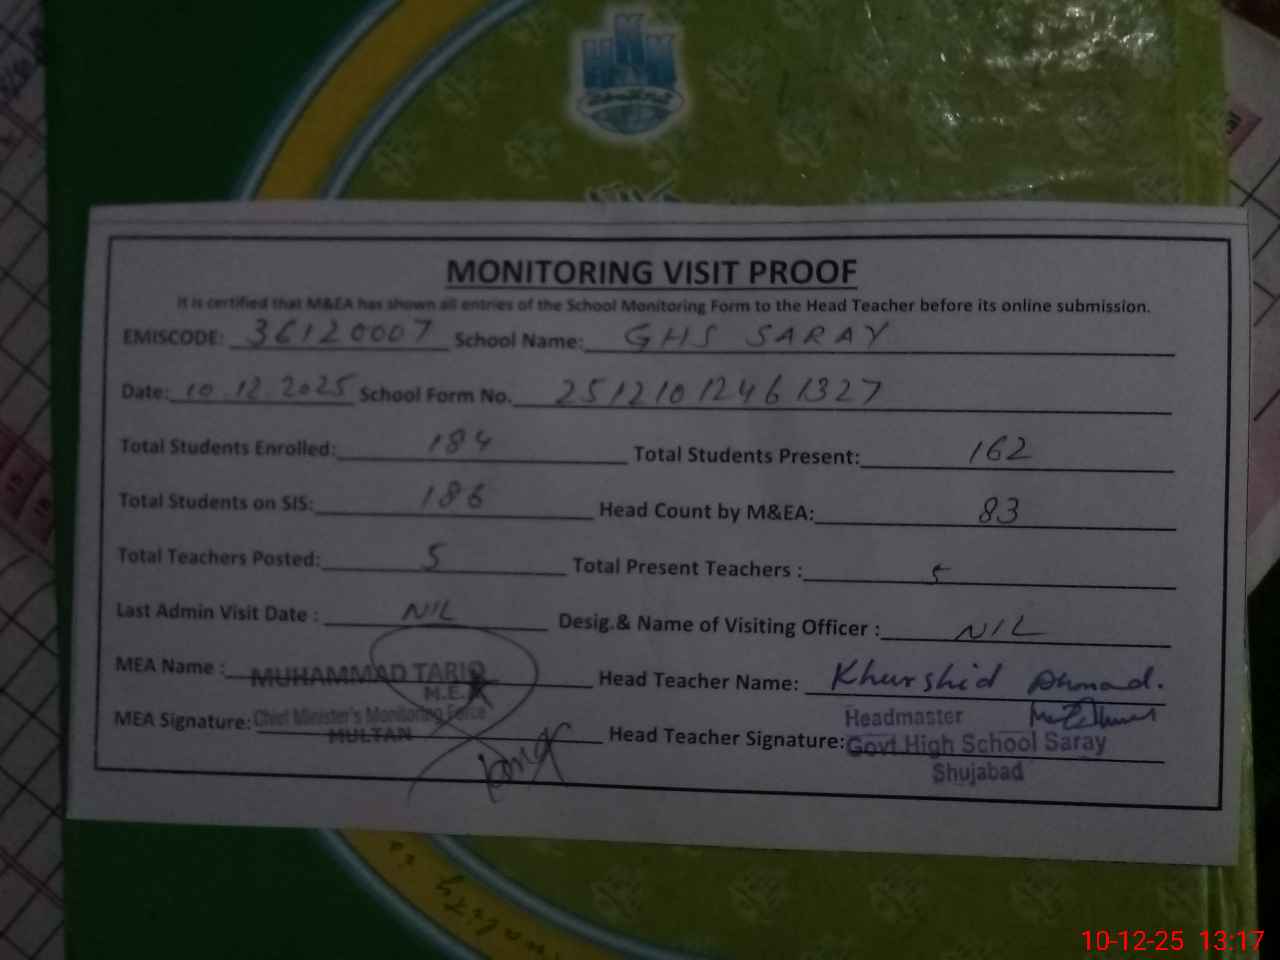 MONITORING VISIT PROOF
It is certified that M&EA has shown all entries of the School Monitoring Form to the Head Teacher before its online submission.
EMISCODE: 36120007 School Name: GHS SARAY
Date: 10.12.2025 School Form No. 2512101246 1327
Total Students Enrolled: 184 Total Students Present: 162
Total Students on SIS: 186 Head Count by M&EA: 83
Total Teachers Posted: 5 Total Present Teachers : 5
Last Admin Visit Date : NIL Desig.& Name of Visiting Officer : NIL
MEA Name : MUHAMMAD TARIQ Head Teacher Name: Khurshid Ahmad.
M.E.A
MEA Signature: Chief Minister's Monitoring Force
MULTAN
Head Teacher Signature: Headmaster
Govt High School Saray
Shujabad
10-12-25 13:17